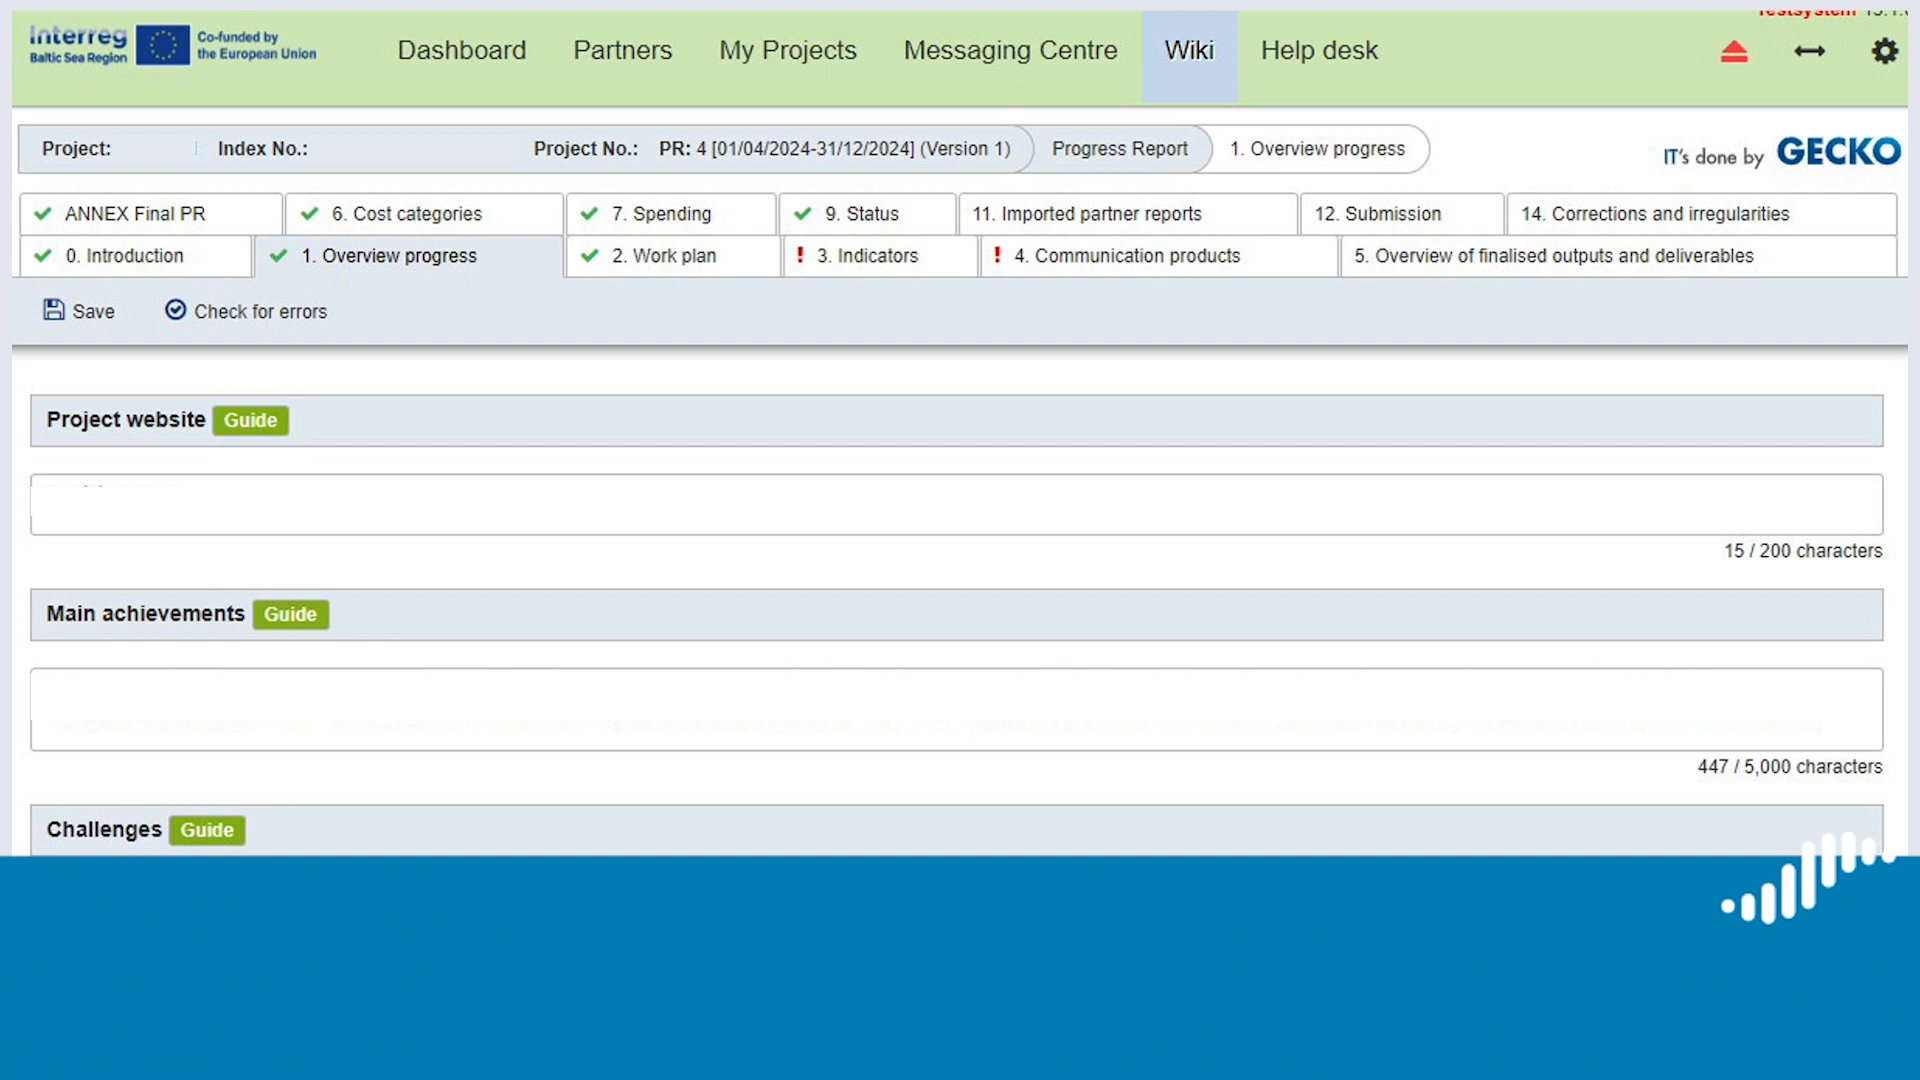 Testsystem
Interreg
Baltic Sea Region
Co-funded by
the European Union
Dashboard
Partners
My Projects
Messaging Centre
Wiki
Help desk
Project:
Index No.:
Project No.:
PR: 4 [01/04/2024-31/12/2024] (Version 1)
Progress Report
1. Overview progress
IT's done by GECKO
ANNEX Final PR
6. Cost categories
7. Spending
9. Status
11. Imported partner reports
12. Submission
14. Corrections and irregularities
0. Introduction
1. Overview progress
2. Work plan
! 3. Indicators
! 4. Communication products
5. Overview of finalised outputs and deliverables
Save
Check for errors
Project website Guide
15 / 200 characters
Main achievements Guide
447 / 5,000 characters
Challenges Guide